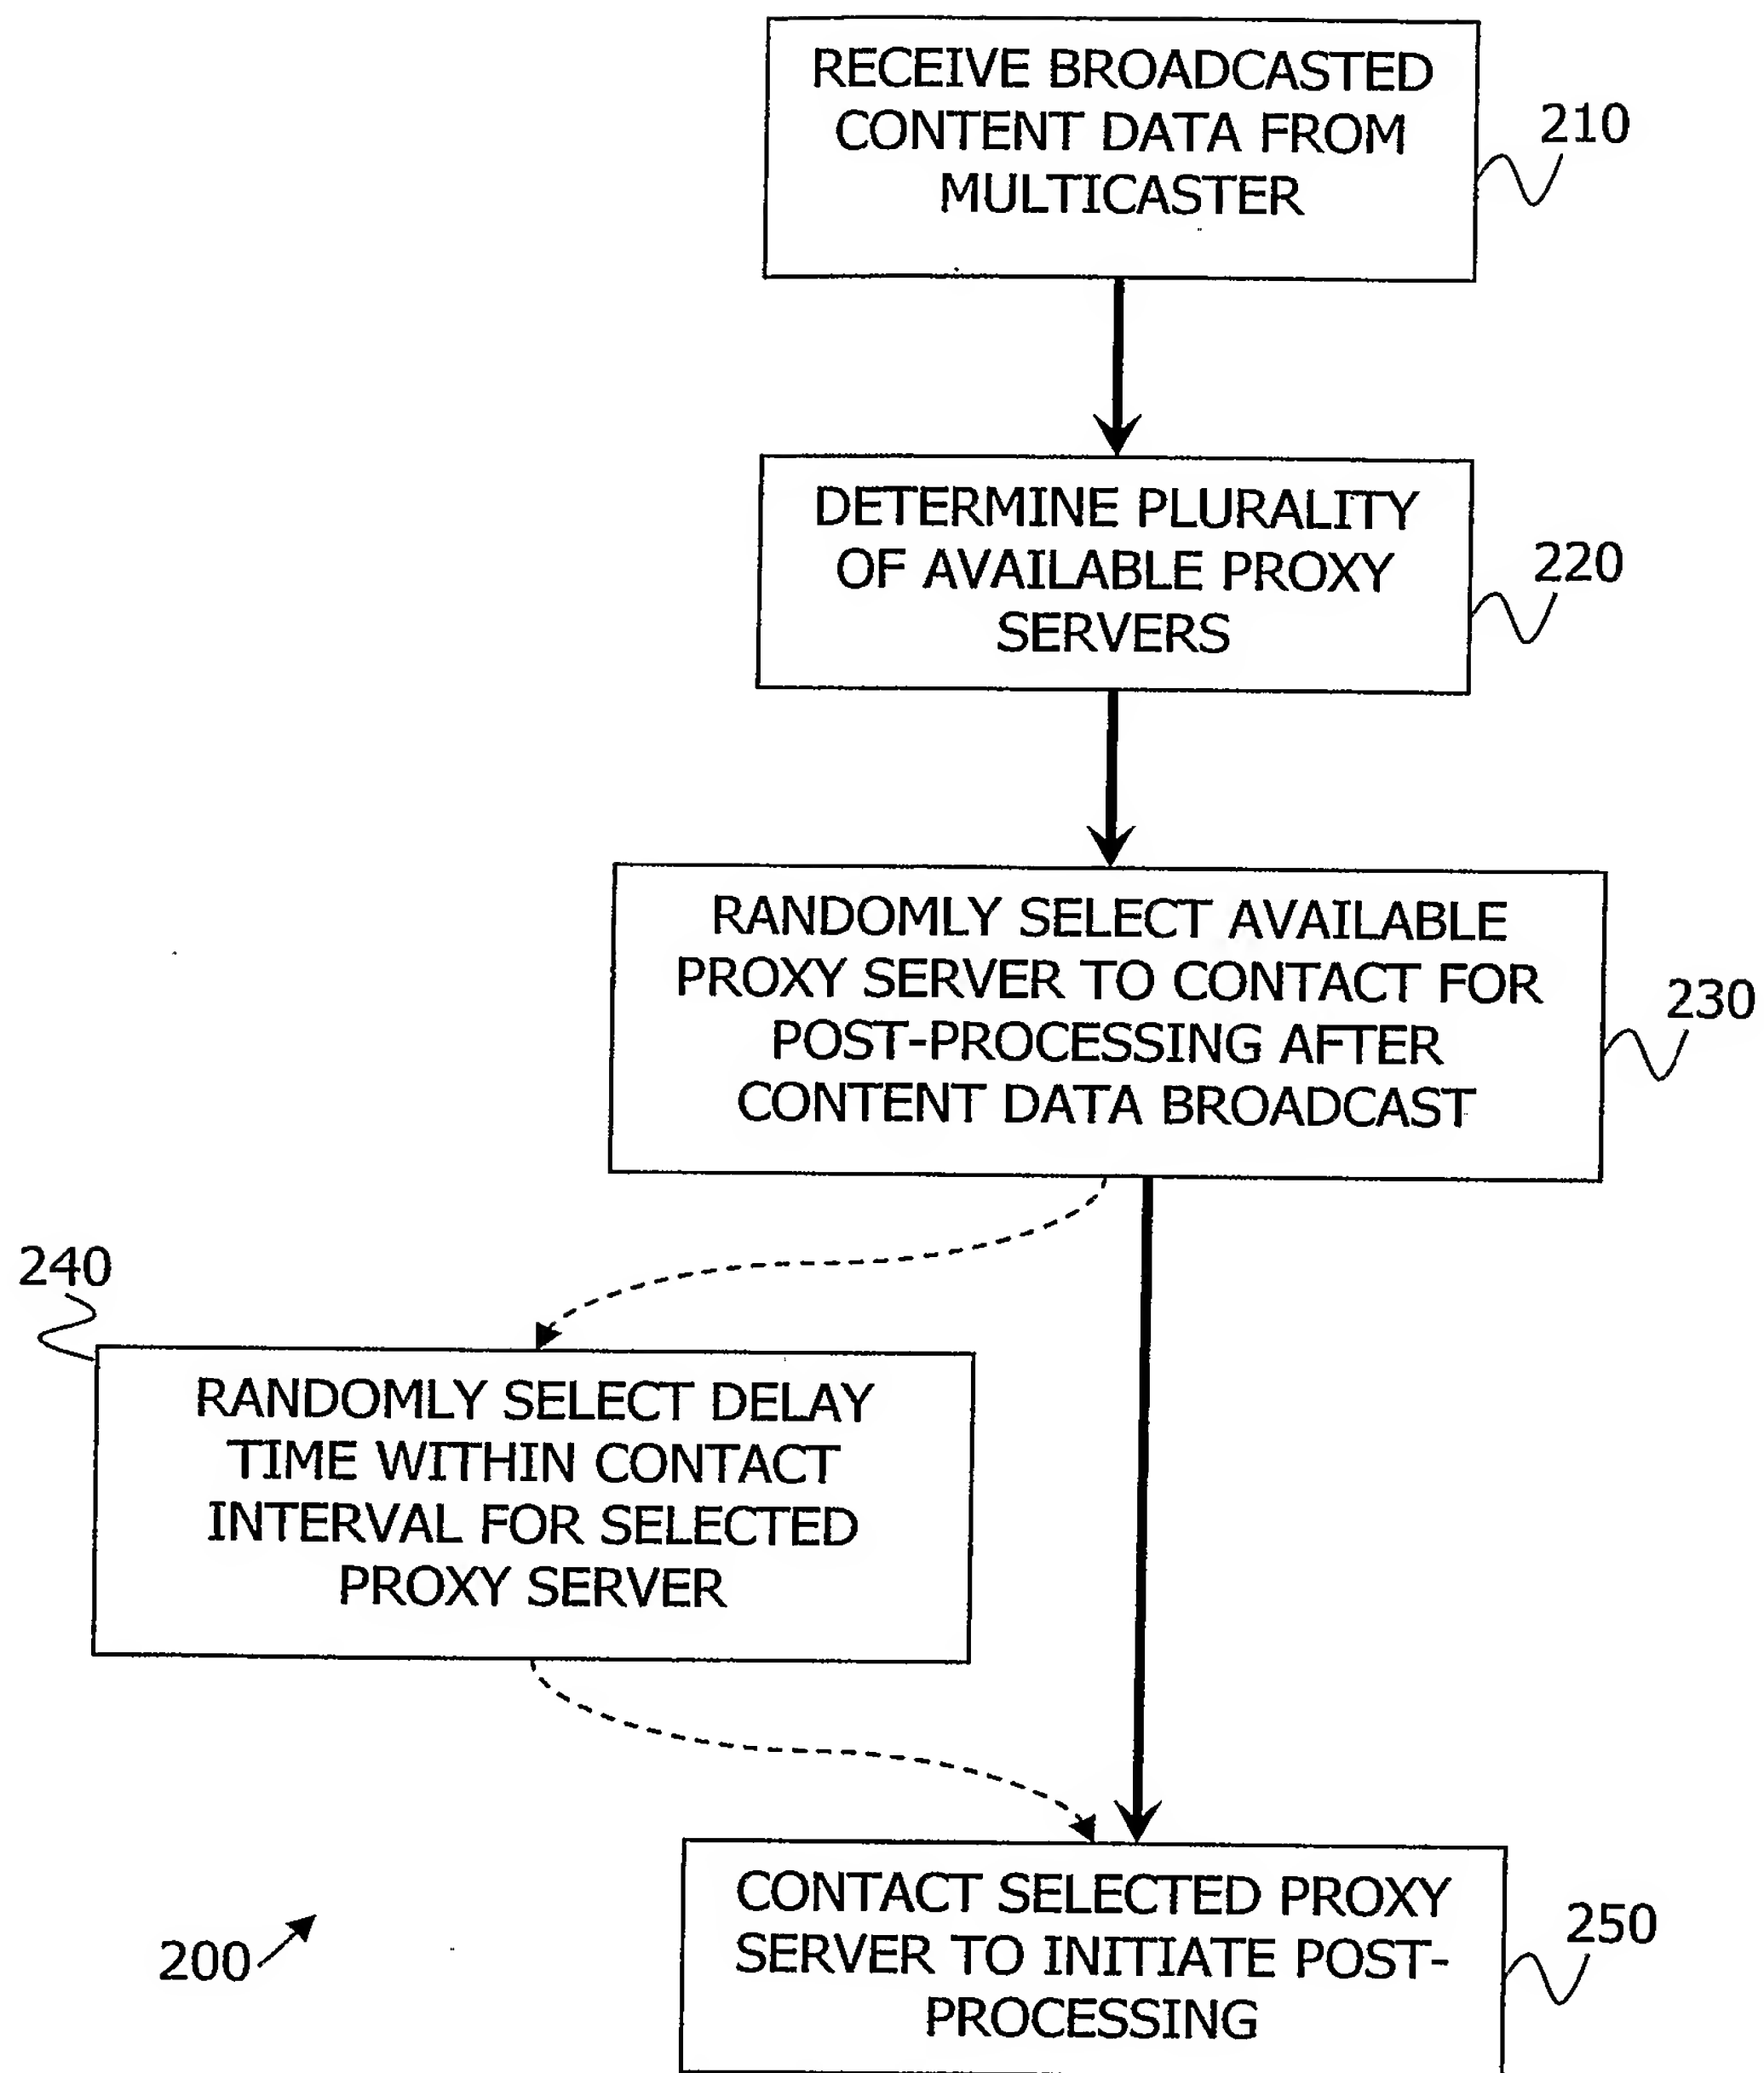 RECEIVE BROADCASTED
CONTENT DATA FROM
MULTICASTER
210
DETERMINE PLURALITY
OF AVAILABLE PROXY
SERVERS
220
RANDOMLY SELECT AVAILABLE
PROXY SERVER TO CONTACT FOR
POST-PROCESSING AFTER
CONTENT DATA BROADCAST
230
240
RANDOMLY SELECT DELAY
TIME WITHIN CONTACT
INTERVAL FOR SELECTED
PROXY SERVER
CONTACT SELECTED PROXY
SERVER TO INITIATE POST-
PROCESSING
250
200